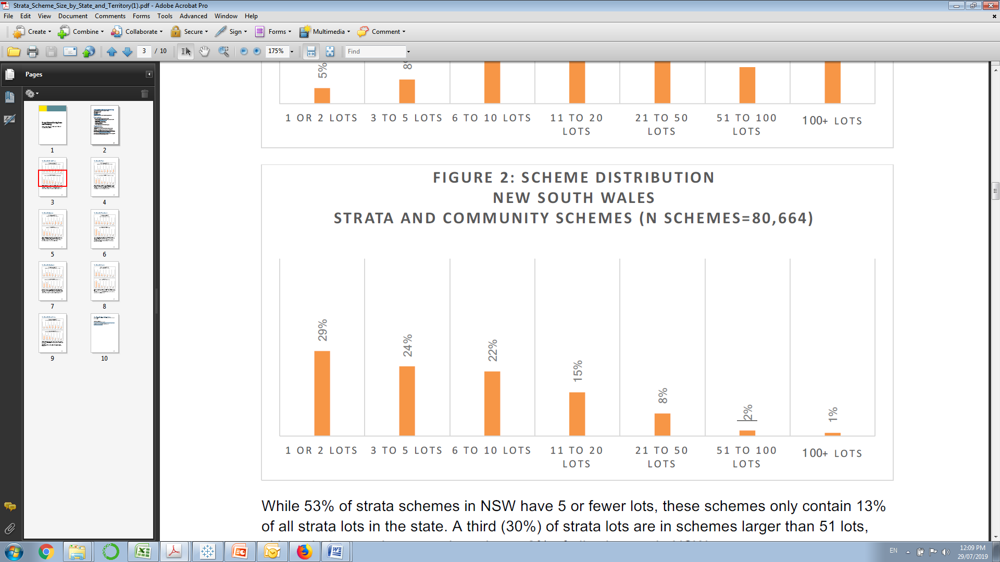 Strata_Scheme_Size_by_State_and_Territory(1).pdf - Adobe Acrobat Pro
File Edit View Document Comments Forms Tools Advanced Window Help
Create Combine Collaborate Secure Sign Forms Multimedia Comment
3 / 10 175% Find
Pages
1 2
3 4
5 6
7 8
9 10
5% 8%
1 OR 2 LOTS 3 TO 5 LOTS 6 TO 10 LOTS 11 TO 20 LOTS 21 TO 50 LOTS 51 TO 100 LOTS 100+ LOTS
FIGURE 2: SCHEME DISTRIBUTION
NEW SOUTH WALES
STRATA AND COMMUNITY SCHEMES (N SCHEMES=80,664)
29% 24% 22% 15% 8% 2% 1%
1 OR 2 LOTS 3 TO 5 LOTS 6 TO 10 LOTS 11 TO 20 LOTS 21 TO 50 LOTS 51 TO 100 LOTS 100+ LOTS
While 53% of strata schemes in NSW have 5 or fewer lots, these schemes only contain 13%
of all strata lots in the state. A third (30%) of strata lots are in schemes larger than 51 lots,
EN 12:09 PM
29/07/2019